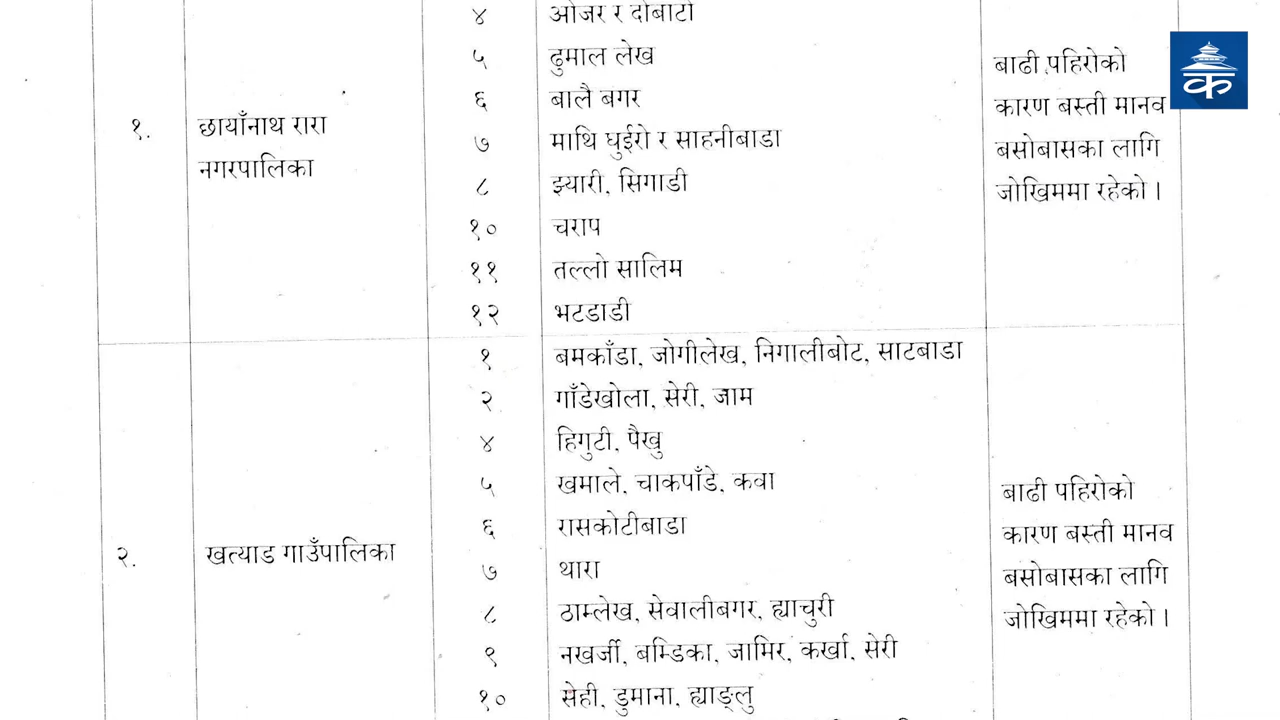 ४ ओजर र दोबाटो
५ ढुमाल लेख
६ बालै बगर
७ माथि घुईरो र साहनीबाडा
८ झ्यारी, सिगाडी
१० चराप
११ तल्लो सालिम
१२ भटडाडी
१. छायाँनाथ रारा
नगरपालिका
बाढी पहिरोको
कारण बस्ती मानव
बसोबासका लागि
जोखिममा रहेको ।
क
१ बमकाँडा, जोगीलेख, निगालीबोट, साटबाडा
२ गाँडेखोला, सेरी, जाम
४ हिगुटी, पैखु
५ खमाले, चाकपाँडे, कवा
६ रासकोटीबाडा
७ थारा
८ ठाम्लेख, सेवालीबगर, ह्याचुरी
९ नखर्जी, बम्डिका, जामिर, कर्खा, सेरी
१० सेही, डुमाना, ह्याङ्लु
२. खत्याड गाउँपालिका
बाढी पहिरोको
कारण बस्ती मानव
बसोबासका लागि
जोखिममा रहेको ।